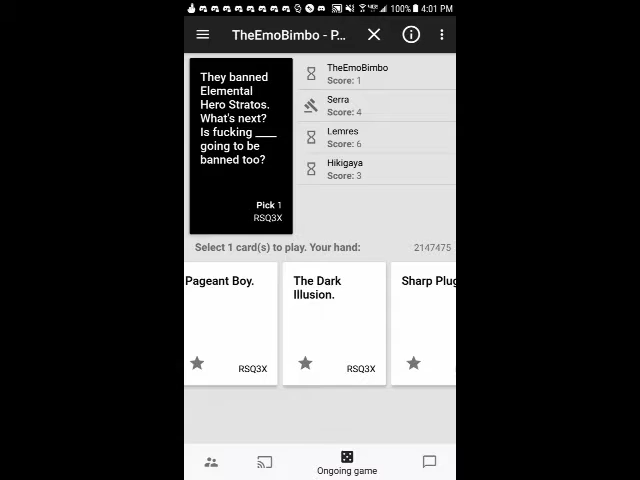 100% 4:01 PM
TheEmoBimbo - P...
They banned
Elemental
Hero Stratos.
What's next?
Is fucking ____
going to be
banned too?
Pick 1
RSQ3X
TheEmoBimbo
Score: 1
Serra
Score: 4
Lemres
Score: 6
Hikigaya
Score: 3
Select 1 card(s) to play. Your hand: 2147475
Pageant Boy.
RSQ3X
The Dark
Illusion.
RSQ3X
Sharp Plug
Ongoing game